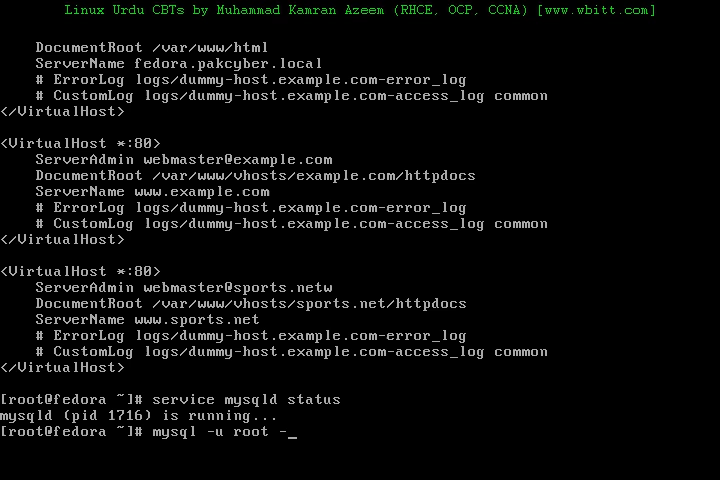 Linux Urdu CBTs by Muhammad Kamran Azeem (RHCE, OCP, CCNA) [www.wbitt.com]
DocumentRoot /var/www/html
ServerName fedora.pakcyber.local
# ErrorLog logs/dummy-host.example.com-error_log
# CustomLog logs/dummy-host.example.com-access_log common
</VirtualHost>
<VirtualHost *:80>
ServerAdmin webmaster@example.com
DocumentRoot /var/www/vhosts/example.com/httpdocs
ServerName www.example.com
# ErrorLog logs/dummy-host.example.com-error_log
# CustomLog logs/dummy-host.example.com-access_log common
</VirtualHost>
<VirtualHost *:80>
ServerAdmin webmaster@sports.netw
DocumentRoot /var/www/vhosts/sports.net/httpdocs
ServerName www.sports.net
# ErrorLog logs/dummy-host.example.com-error_log
# CustomLog logs/dummy-host.example.com-access_log common
</VirtualHost>
[root@fedora ~]# service mysqld status
mysqld (pid 1716) is running...
[root@fedora ~]# mysql -u root -_